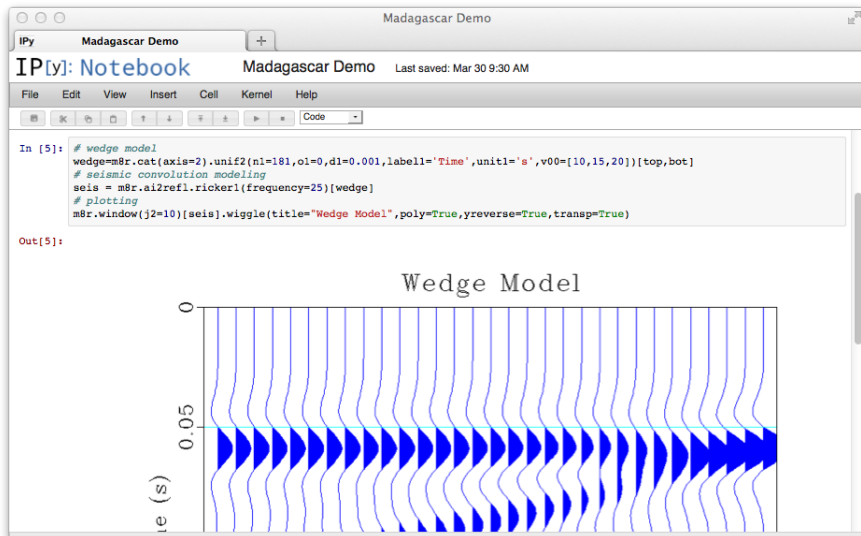 Madagascar Demo
IPy Madagascar Demo
IP[y]: Notebook Madagascar Demo Last saved: Mar 30 9:30 AM
File Edit View Insert Cell Kernel Help
Code
In [5]: # wedge model
wedge=m8r.cat(axis=2).unif2(n1=181,o1=0,d1=0.001,label1='Time',unit1='s',v00=[10,15,20])[top,bot]
# seismic convolution modeling
seis = m8r.ai2refl.ricker1(frequency=25)[wedge]
# plotting
m8r.window(j2=10)[seis].wiggle(title="Wedge Model",poly=True,yreverse=True,transp=True)
Out[5]:
Wedge Model
0
0.05
(s)